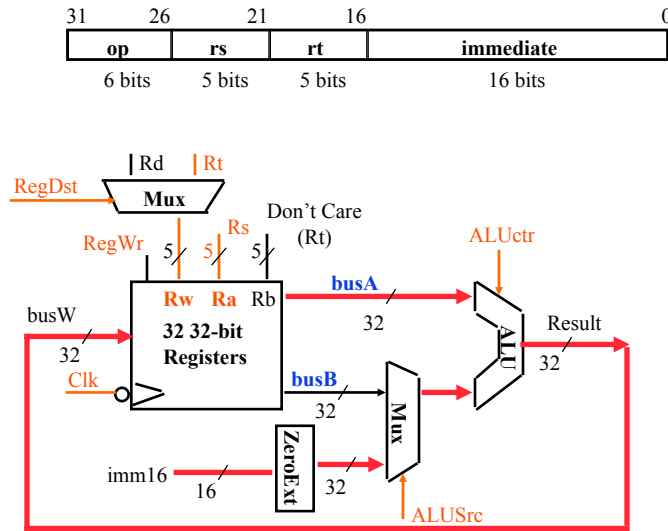 31 26 21 16 0
op rs rt immediate
6 bits 5 bits 5 bits 16 bits
Rd Rt
RegDst
Mux
Rs
Don't Care
(Rt)
RegWr
5 5 5
ALUctr
Rw Ra Rb
busA
32
busW
32
32 32-bit
Registers
ALU
Result
32
Clk
busB
32
Mux
imm16
16
ZeroExt
32
ALUSrc